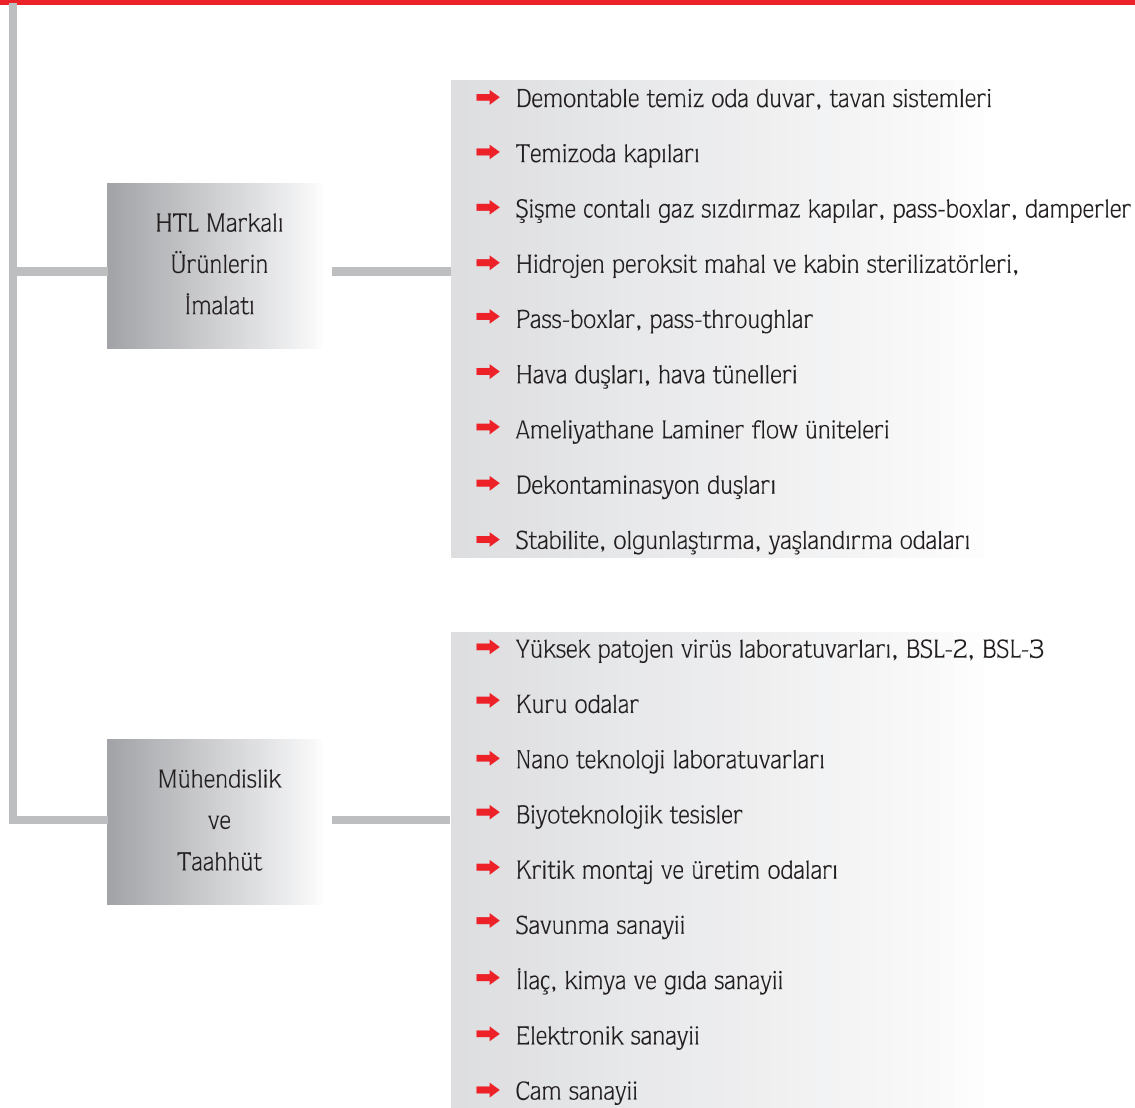 HTL Markalı
Ürünlerin
İmalatı
Demontable temiz oda duvar, tavan sistemleri
Temizoda kapıları
Şişme contalı gaz sızdırmaz kapılar, pass-boxlar, damperler
Hidrojen peroksit mahal ve kabin sterilizatörleri,
Pass-boxlar, pass-throughlar
Hava duşları, hava tünelleri
Ameliyathane Laminer flow üniteleri
Dekontaminasyon duşları
Stabilite, olgunlaştırma, yaşlandırma odaları
Mühendislik
ve
Taahhüt
Yüksek patojen virüs laboratuvarları, BSL-2, BSL-3
Kuru odalar
Nano teknoloji laboratuvarları
Biyoteknolojik tesisler
Kritik montaj ve üretim odaları
Savunma sanayii
İlaç, kimya ve gıda sanayii
Elektronik sanayii
Cam sanayii